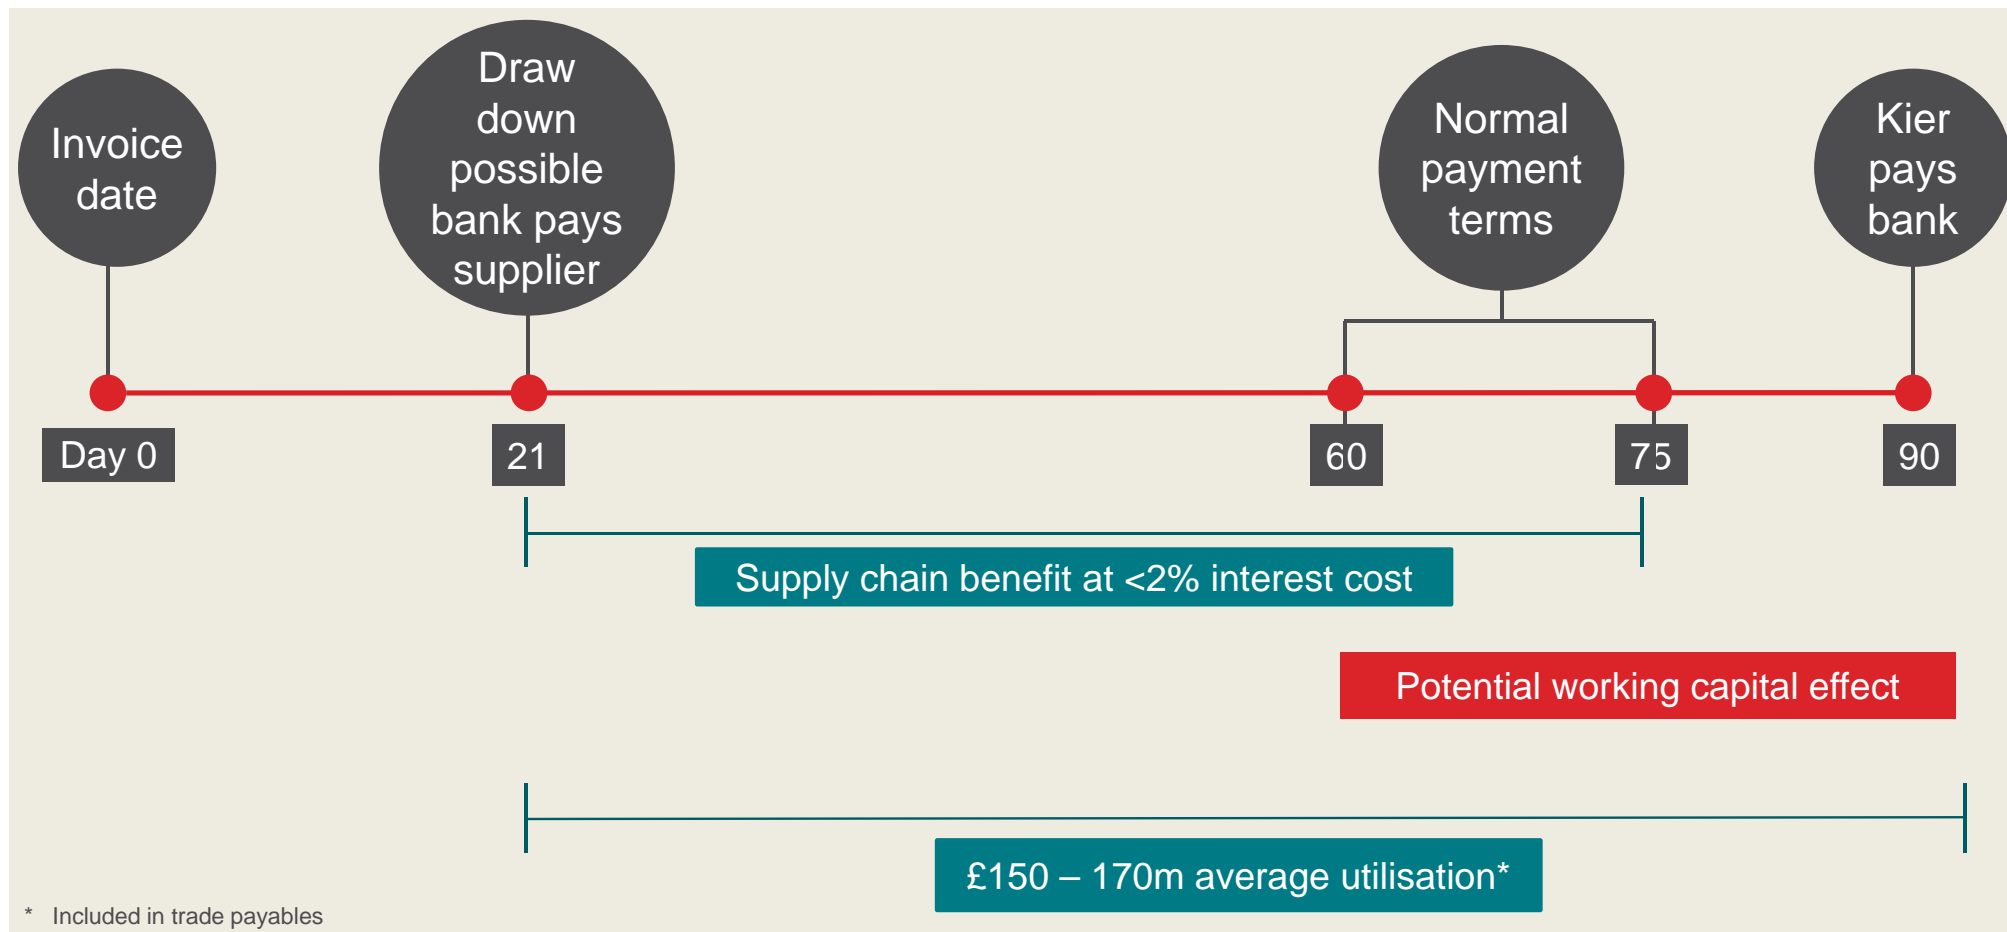 Invoice
date
Draw
down
possible
bank pays
supplier
Normal
payment
terms
Kier
pays
bank
Day 0
21
60
75
90
Supply chain benefit at <2% interest cost
Potential working capital effect
£150 – 170m average utilisation*
* Included in trade payables